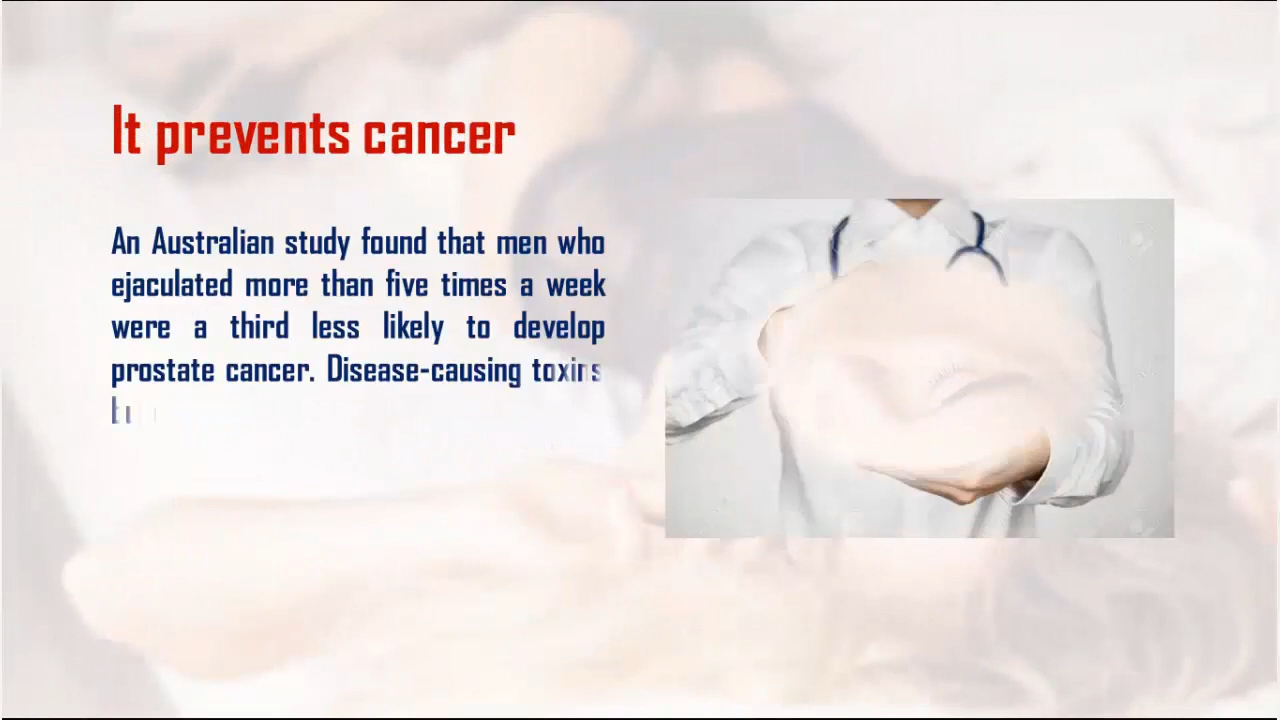 It prevents cancer
An Australian study found that men who
ejaculated more than five times a week
were a third less likely to develop
prostate cancer. Disease-causing toxins